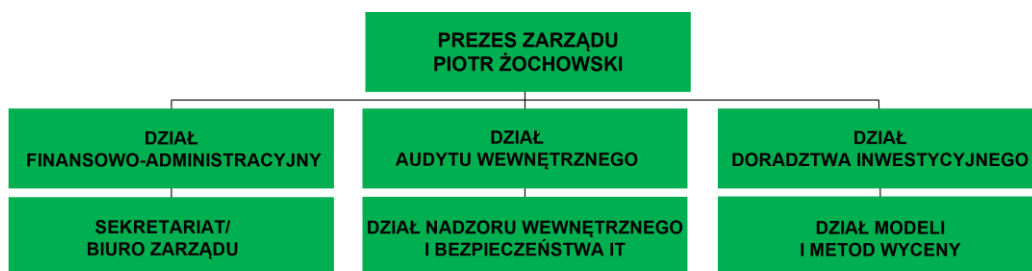 PREZES ZARZĄDU
PIOTR ŻOCHOWSKI
DZIAŁ
FINANSOWO-ADMINISTRACYJNY
DZIAŁ
AUDYTU WEWNĘTRZNEGO
DZIAŁ
DORADZTWA INWESTYCYJNEGO
SEKRETARIAT/
BIURO ZARZĄDU
DZIAŁ NADZORU WEWNĘTRZNEGO
I BEZPIECZEŃSTWA IT
DZIAŁ MODELI
I METOD WYCENY